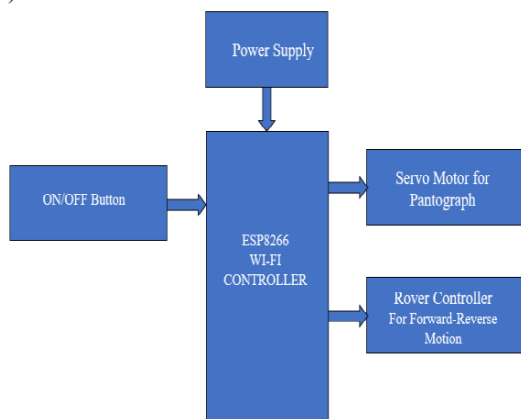 )
Power Supply
ON/OFF Button
ESP8266
WI-FI
CONTROLLER
Servo Motor for
Pantograph
Rover Controller
For Forward-Reverse
Motion